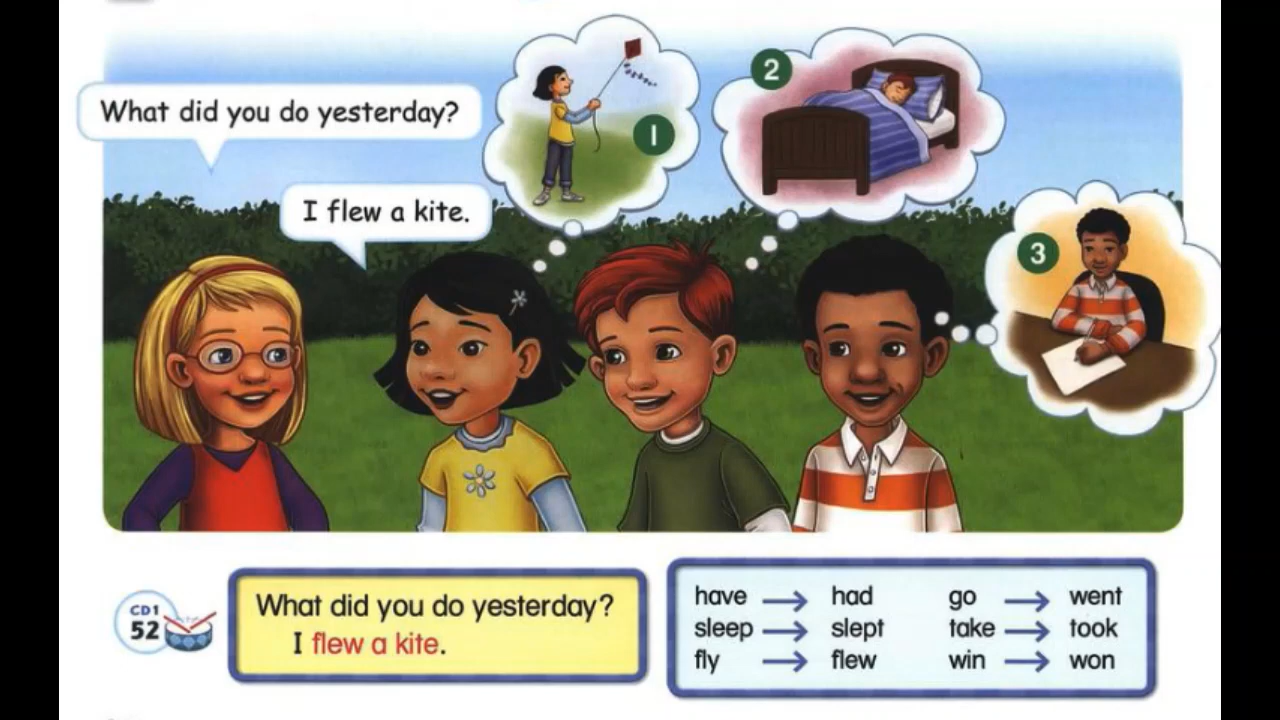 What did you do yesterday?
I flew a kite.
1
2
3
CD1
52
What did you do yesterday?
I flew a kite.
have → had go → went
sleep → slept take → took
fly → flew win → won